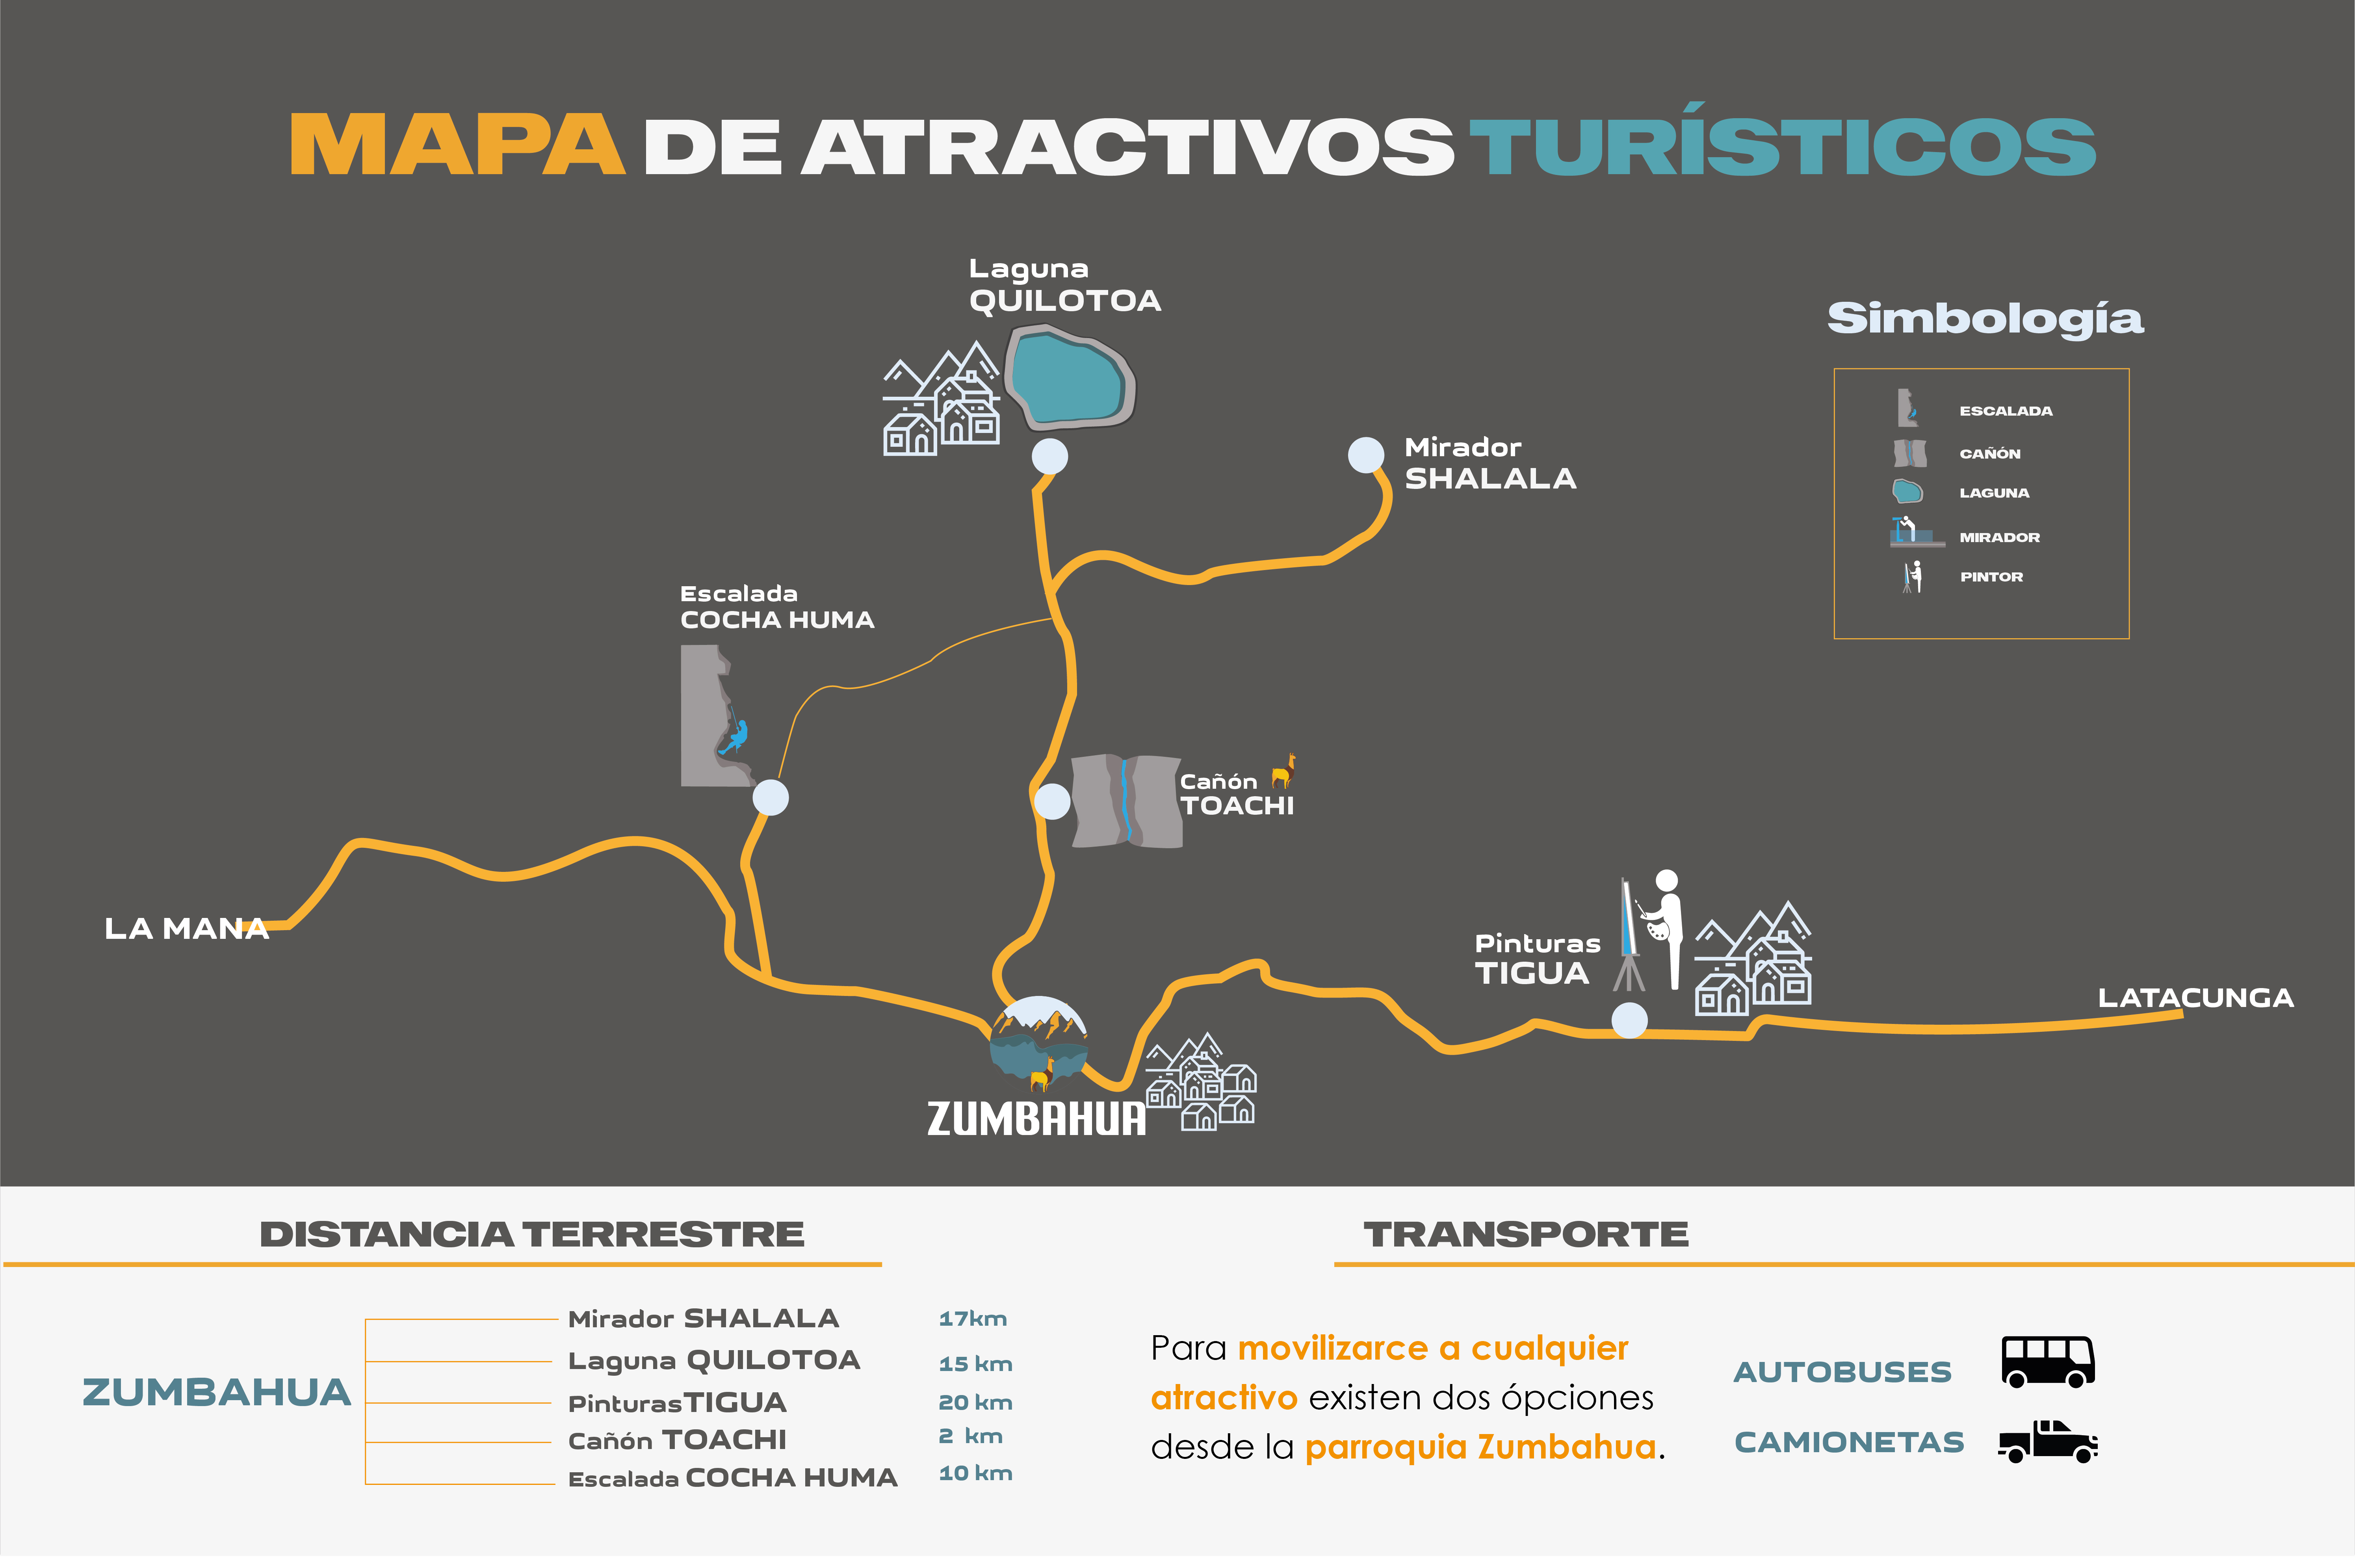 MAPA DE ATRACTIVOS TURÍSTICOS
Laguna
QUILOTOA
Mirador
SHALALA
Simbología
ESCALADA
CAÑÓN
LAGUNA
MIRADOR
PINTOR
Escalada
COCHA HUMA
Cañón
TOACHI
LA MANA
Pinturas
TIGUA
LATACUNGA
ZUMBAHUA
DISTANCIA TERRESTRE
ZUMBAHUA
Mirador SHALALA 17km
Laguna QUILOTOA 15 km
PinturasTIGUA 20 km
Cañón TOACHI 2 km
Escalada COCHA HUMA 10 km
TRANSPORTE
Para movilizarce a cualquier
atractivo existen dos ópciones
desde la parroquia Zumbahua.
AUTOBUSES
CAMIONETAS